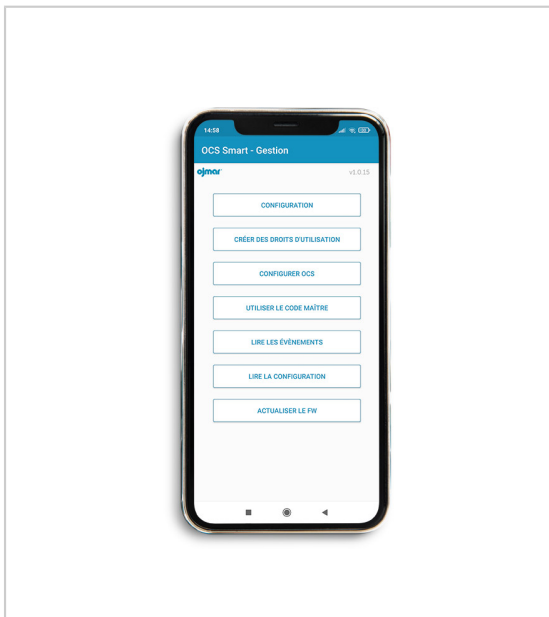 14:58
OCS Smart - Gestion
ojmar
v1.0.15
CONFIGURATION
CRÉER DES DROITS D'UTILISATION
CONFIGURER OCS
UTILISER LE CODE MAÎTRE
LIRE LES ÉVÈNEMENTS
LIRE LA CONFIGURATION
ACTUALISER LE FW